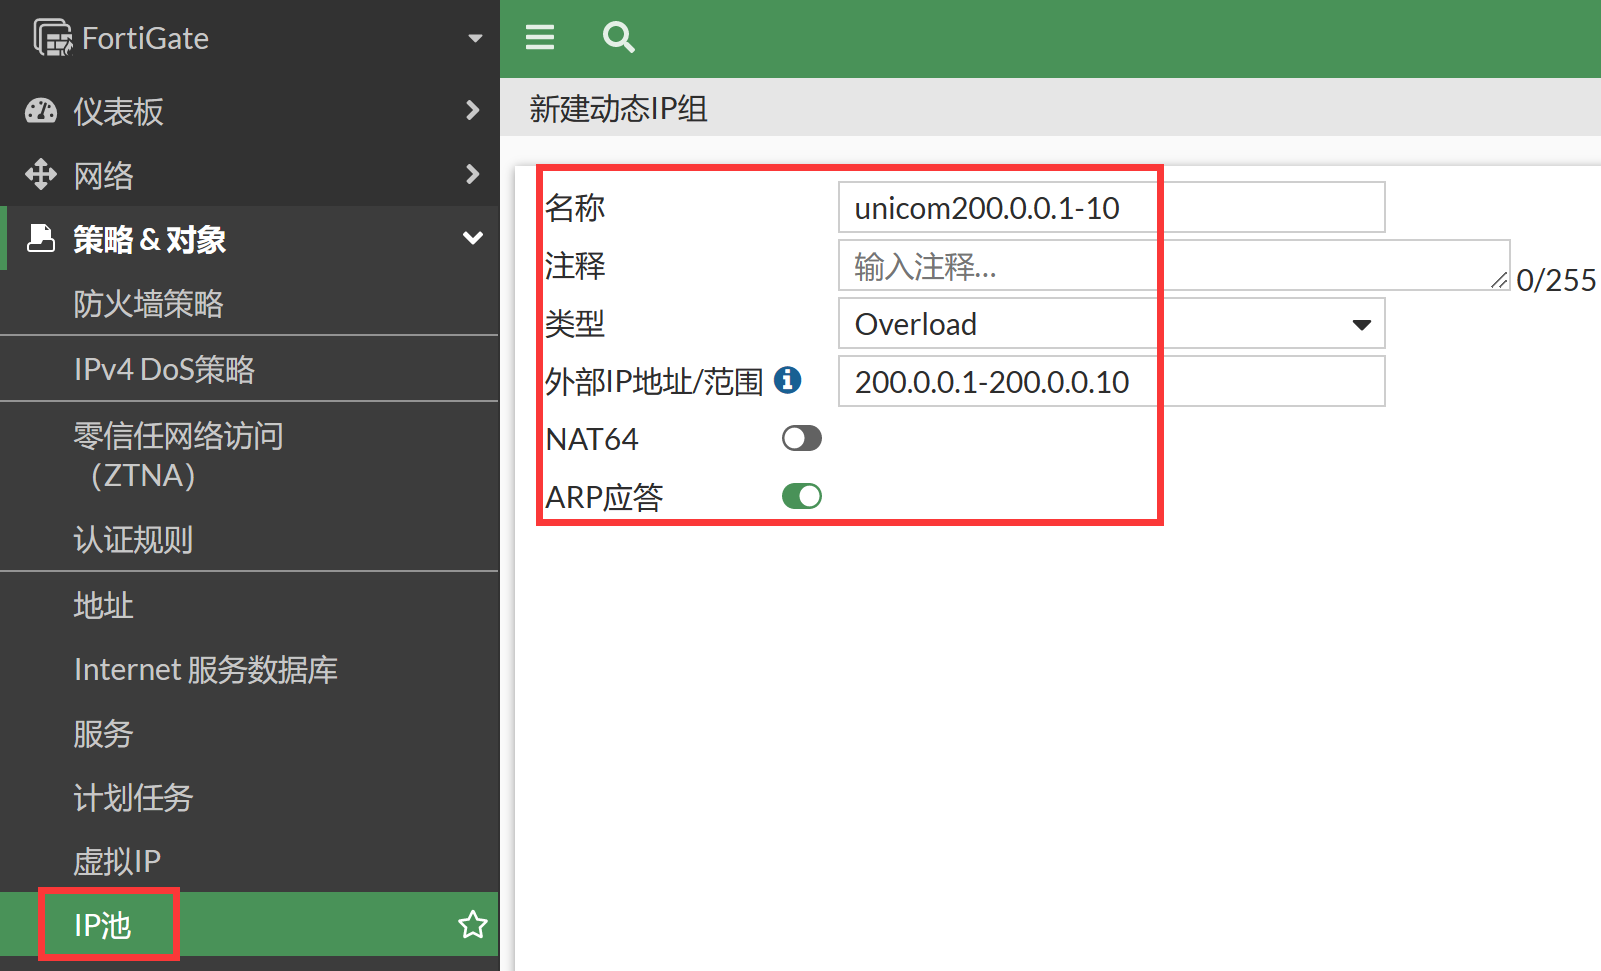 FortiGate
仪表板
网络
策略 & 对象
防火墙策略
IPv4 DoS策略
零信任网络访问
（ZTNA）
认证规则
地址
Internet 服务数据库
服务
计划任务
虚拟IP
IP池
新建动态IP组
名称 unicom200.0.0.1-10
注释 输入注释... 0/255
类型 Overload
外部IP地址/范围 200.0.0.1-200.0.0.10
NAT64
ARP应答